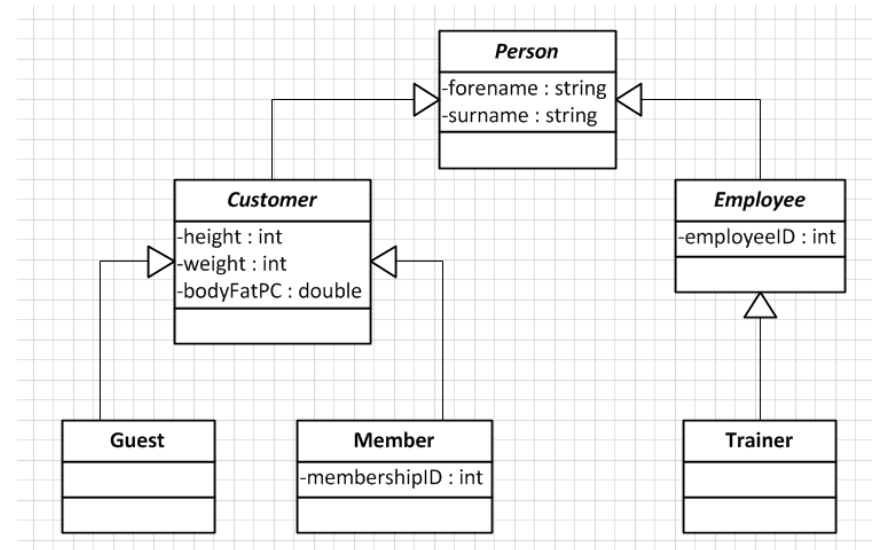 Person
-forename : string
-surname : string
Customer
-height : int
-weight : int
-bodyFatPC : double
Employee
-employeeID : int
Guest
Member
-membershipID : int
Trainer